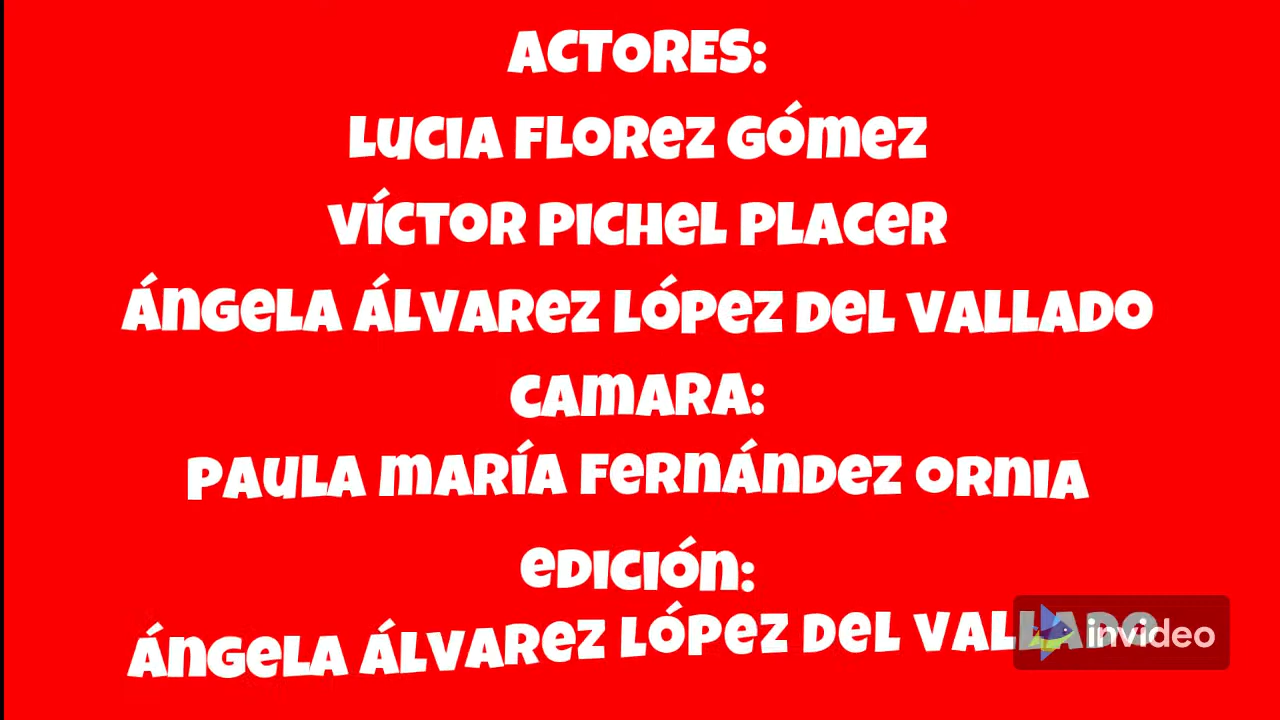 ACTORES:
LUCIA FLOREZ GÓMEZ
VÍCTOR PICHEL PLACER
ÁNGELA ÁLVAREZ LÓPEZ DEL VALLADO
CAMARA:
PAULA MARÍA FERNÁNDEZ ORNIA
EDICIÓN:
ÁNGELA ÁLVAREZ LÓPEZ DEL VALLADO
invideo